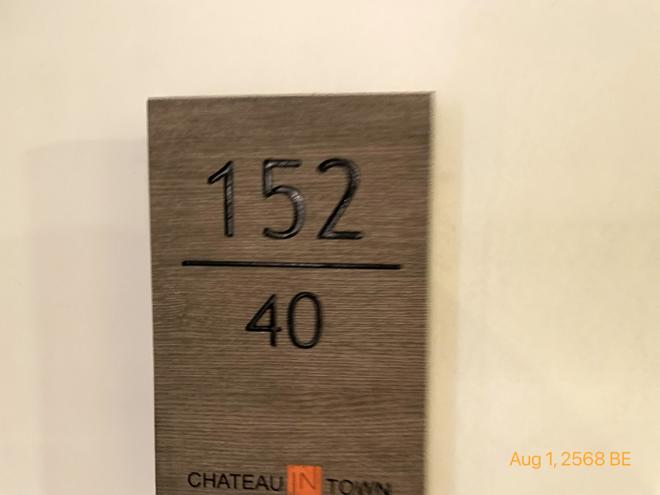 152
40
CHATEAU IN TOWN
Aug 1, 2568 BE